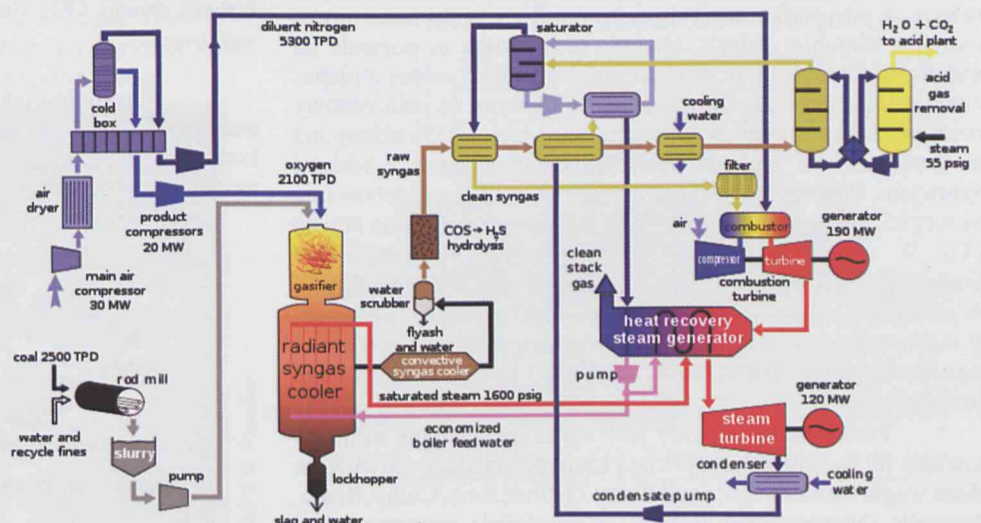 diluent nitrogen
5300 TPD
saturator
H2O + CO2
to acid plant
cold
box
cooling
water
acid
gas
removal
steam
55 psig
raw
syngas
oxygen
2100 TPD
filter
clean syngas
air
dryer
product
compressors
20 MW
COS→ H2S
hydrolysis
air
combustor
generator
190 MW
compressor
turbine
combustion
turbine
gasifier
clean
stack
gas
main air
compressor
30 MW
water
scrubber
flyash
and water
convective
syngas cooler
heat recovery
steam generator
radiant
syngas
cooler
coal 2500 TPD
rod mill
pump
saturated steam 1600 psig
generator
120 MW
economized
boiler feed water
steam
turbine
water and
recycle fines
slurry
pump
lockhopper
condenser
cooling
water
condensate pump
slag and water